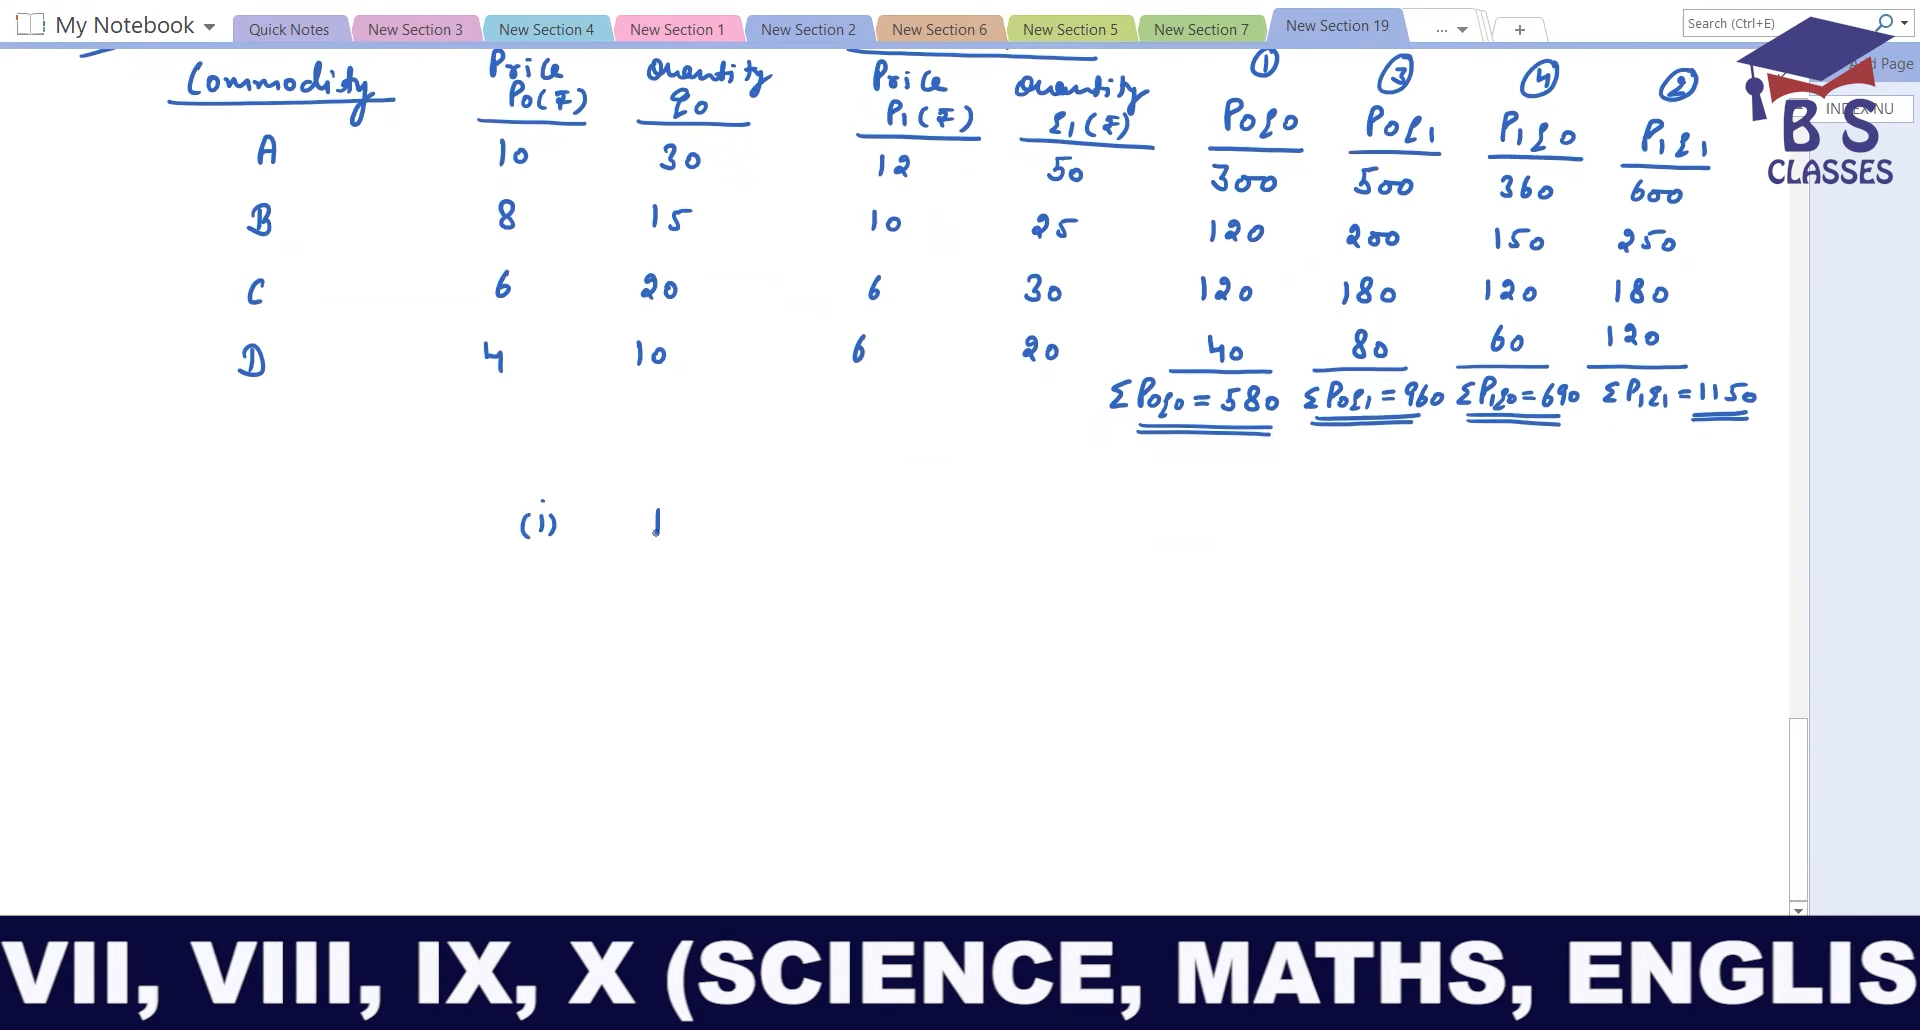 My Notebook Quick Notes New Section 3 New Section 4 New Section 1 New Section 2 New Section 6 New Section 5 New Section 7 New Section 19 ... + Search (Ctrl+E)
Page
INDEX NU
B S
CLASSES
① ③ ④ ②
Commodity Price P0(₹) Quantity q0 Price P1(₹) Quantity q1(₹) P0q0 P0q1 P1q0 P1q1
A 10 30 12 50 300 500 360 600
B 8 15 10 25 120 200 150 250
C 6 20 6 30 120 180 120 180
D 4 10 6 20 40 80 60 120
ΣP0q0 = 580 ΣP0q1 = 960 ΣP1q0 = 690 ΣP1q1 = 1150
(i)
VII, VIII, IX, X (SCIENCE, MATHS, ENGLIS